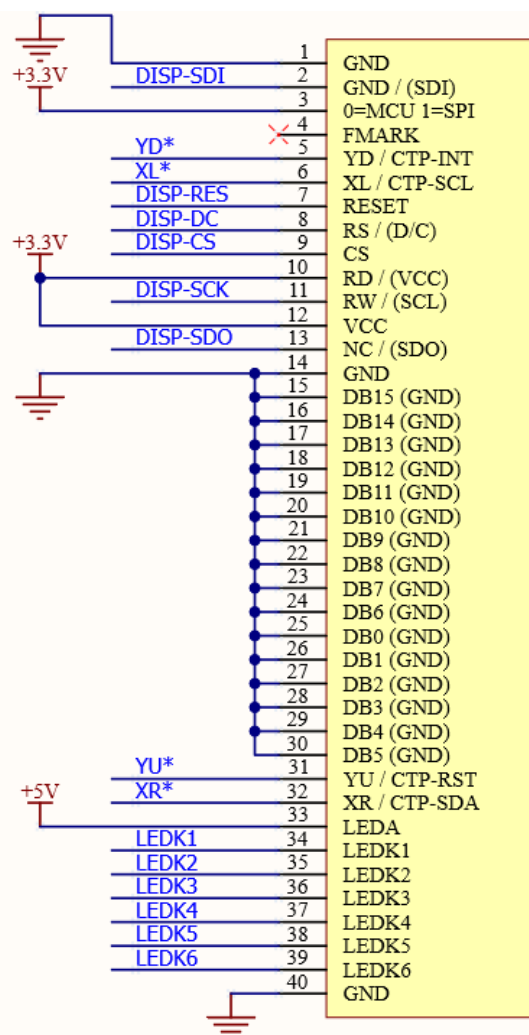 1 GND
DISP-SDI 2 GND / (SDI)
+3.3V 3 0=MCU 1=SPI
4 FMARK
YD* 5 YD / CTP-INT
XL* 6 XL / CTP-SCL
DISP-RES 7 RESET
DISP-DC 8 RS / (D/C)
DISP-CS 9 CS
+3.3V 10 RD / (VCC)
DISP-SCK 11 RW / (SCL)
12 VCC
DISP-SDO 13 NC / (SDO)
14 GND
15 DB15 (GND)
16 DB14 (GND)
17 DB13 (GND)
18 DB12 (GND)
19 DB11 (GND)
20 DB10 (GND)
21 DB9 (GND)
22 DB8 (GND)
23 DB7 (GND)
24 DB6 (GND)
25 DB0 (GND)
26 DB1 (GND)
27 DB2 (GND)
28 DB3 (GND)
29 DB4 (GND)
30 DB5 (GND)
YU* 31 YU / CTP-RST
XR* 32 XR / CTP-SDA
+5V 33 LEDA
LEDK1 34 LEDK1
LEDK2 35 LEDK2
LEDK3 36 LEDK3
LEDK4 37 LEDK4
LEDK5 38 LEDK5
LEDK6 39 LEDK6
40 GND